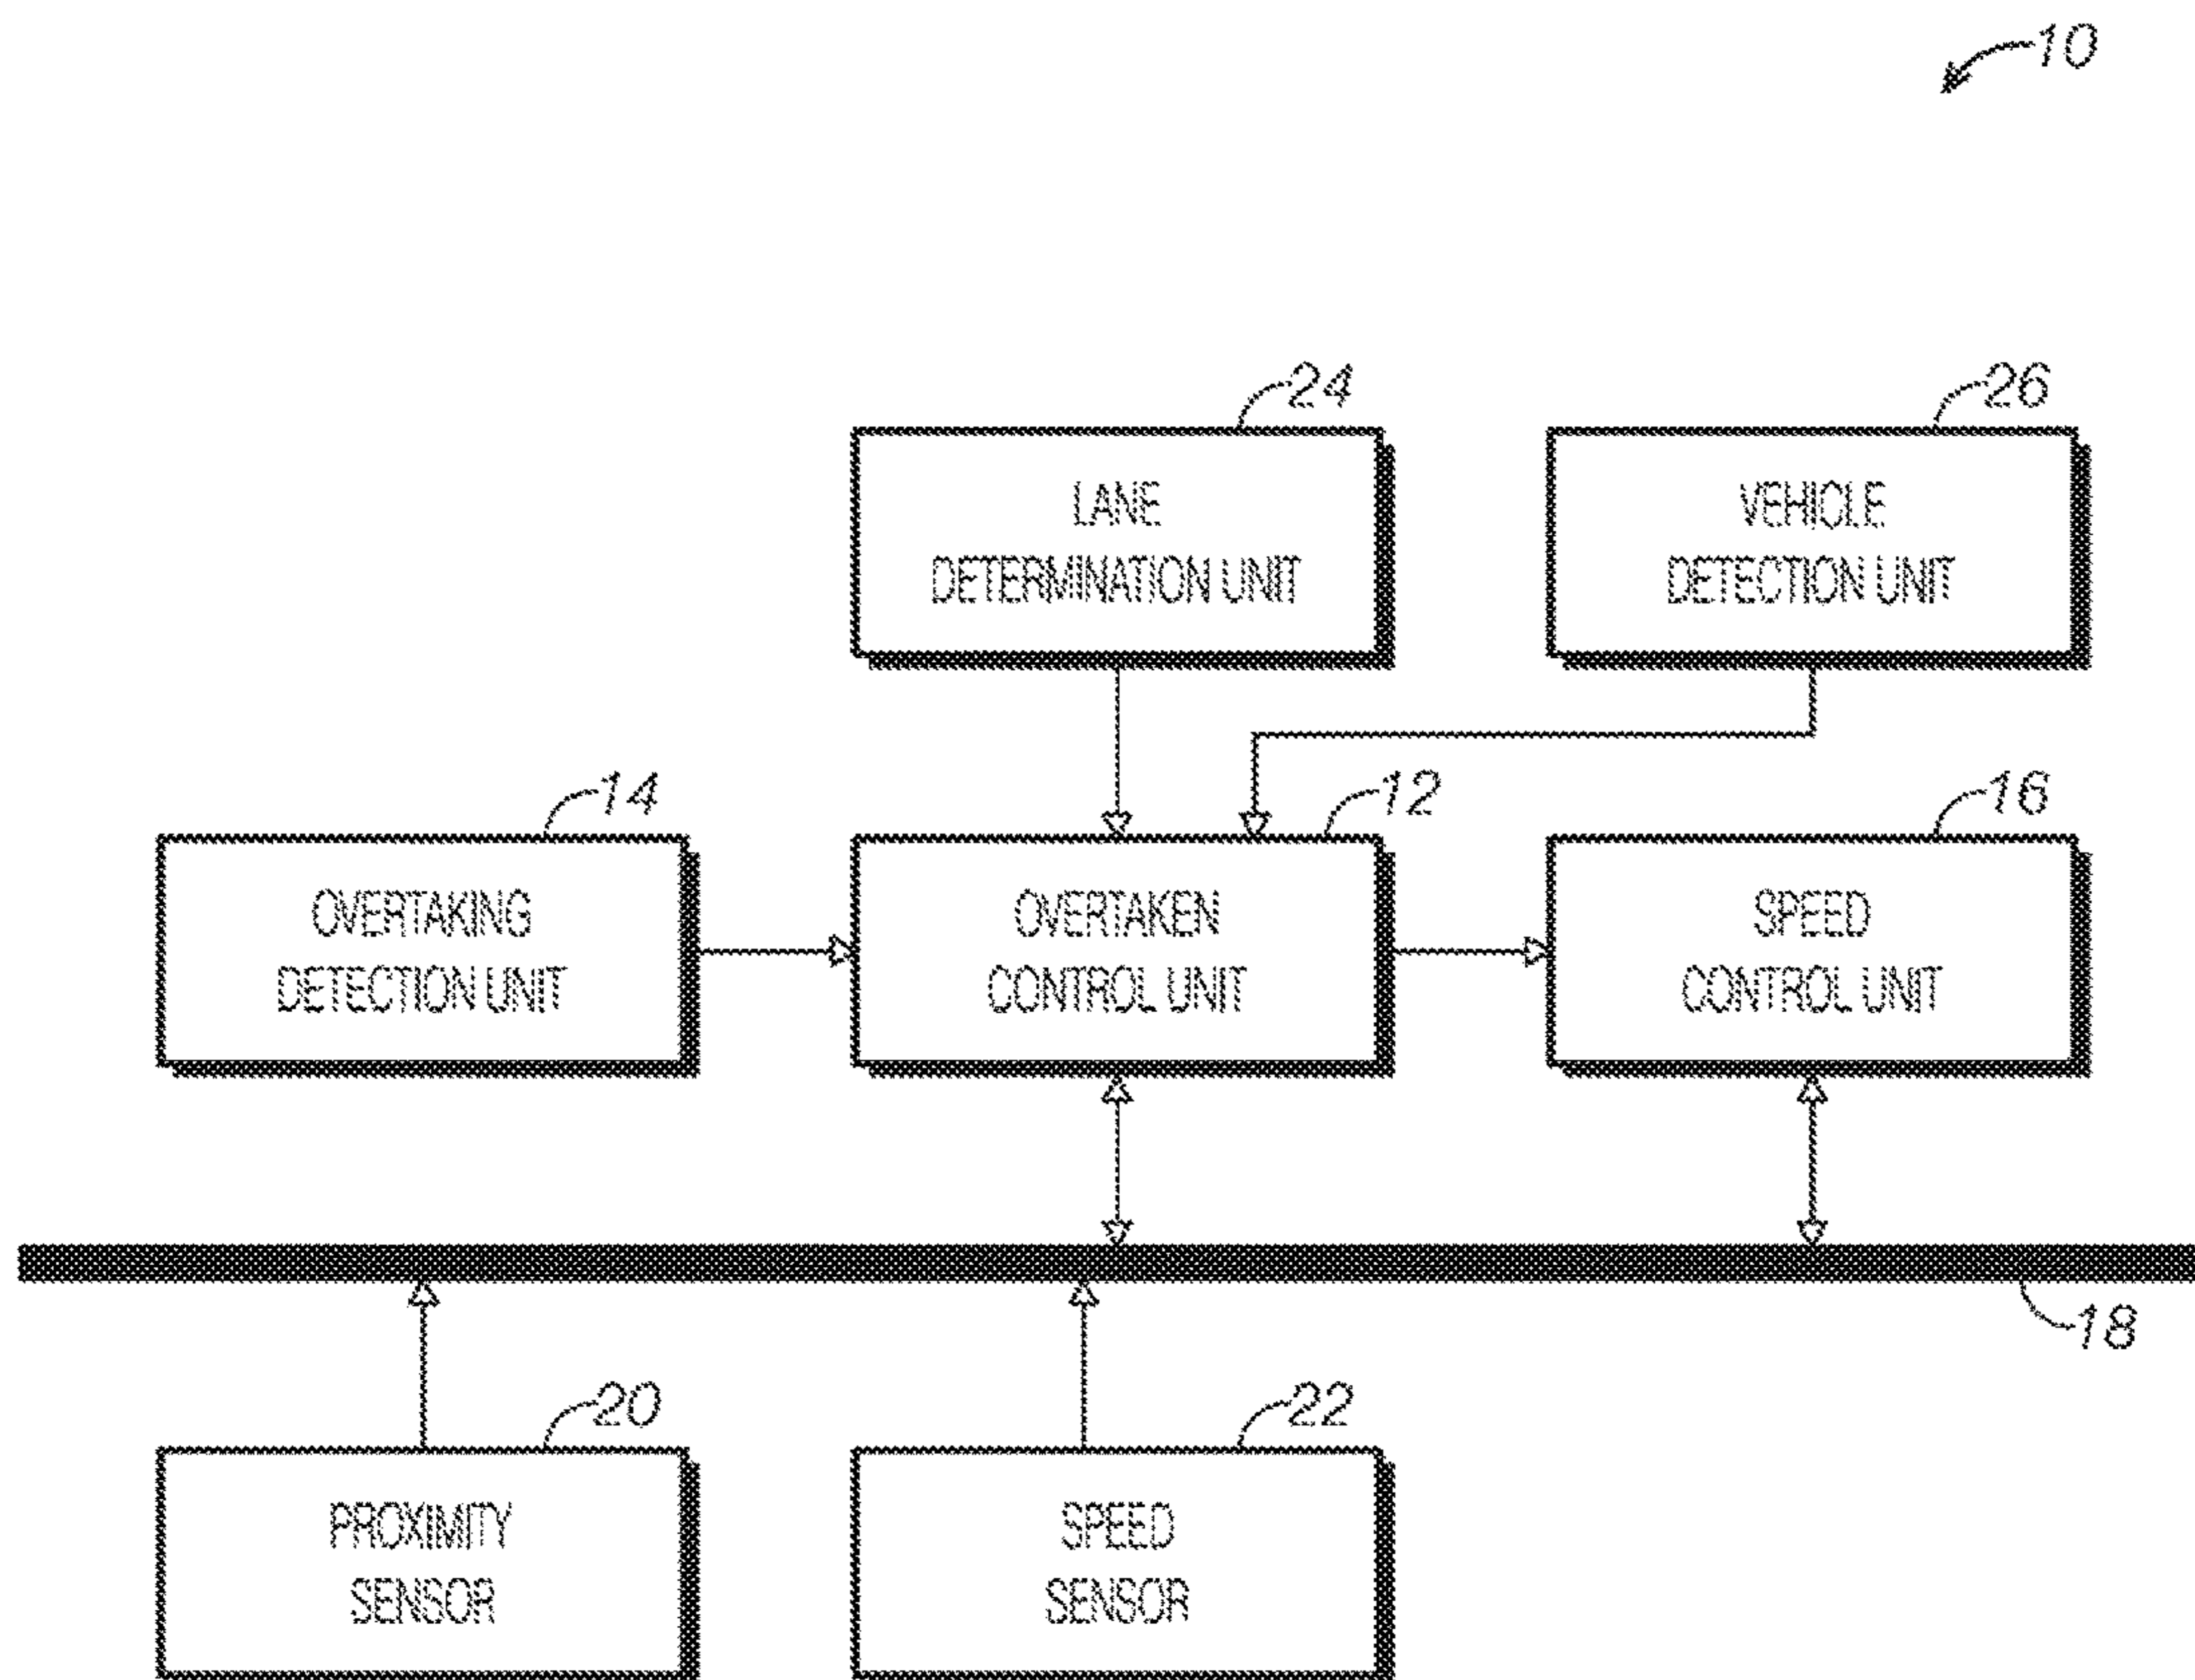 10
24
LANE
DETERMINATION UNIT
26
VEHICLE
DETECTION UNIT
14
OVERTAKING
DETECTION UNIT
12
OVERTAKEN
CONTROL UNIT
16
SPEED
CONTROL UNIT
18
20
PROXIMITY
SENSOR
22
SPEED
SENSOR